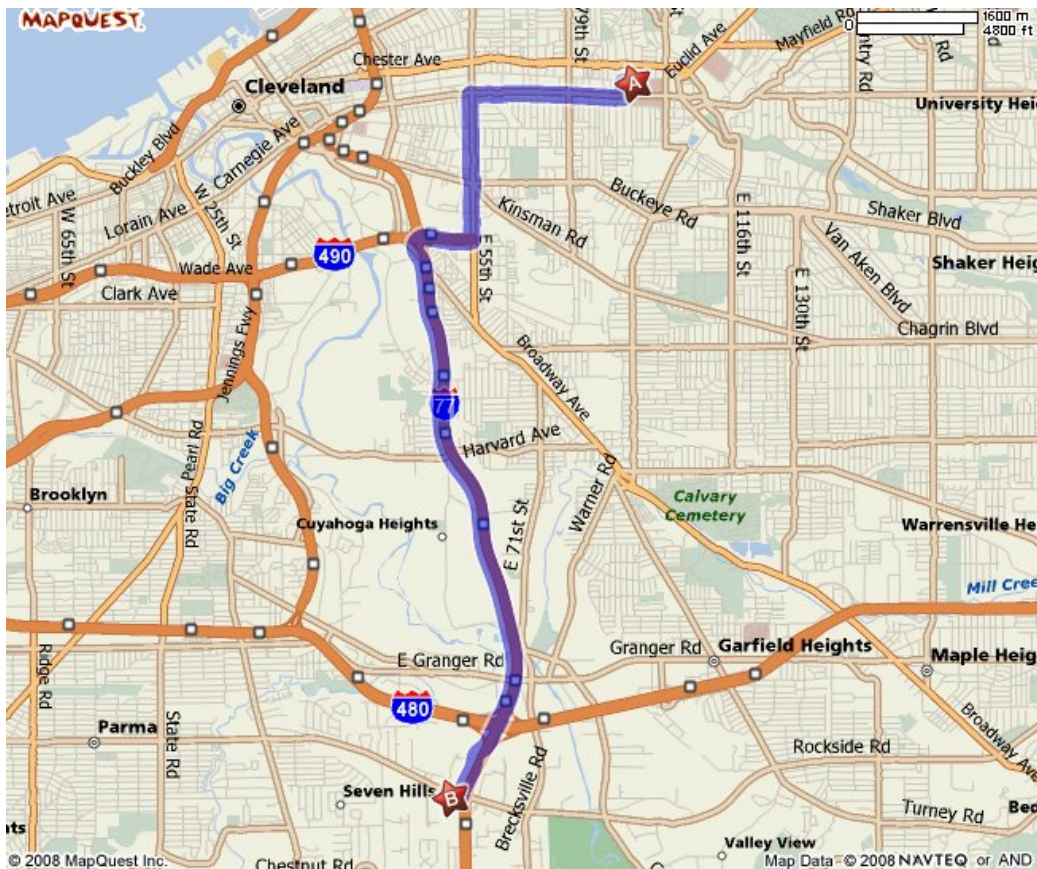 MAPQUEST.
79th St
Euclid Ave
Mayfield Rd
1600 m
0
4800 ft
Chester Ave
A
Cleveland
University Hei
Buckley Blvd
Carnegie Ave
W 25th St
W 65th St
etroit Ave
Lorain Ave
Kinsman Rd
Buckeye Rd
E 116th St
Shaker Blvd
Van Aken Blvd
Shaker Hei
490
Wade Ave
E 55th St
E 130th St
Clark Ave
Chagrin Blvd
Jennings Fwy
Broadway Ave
77
Harvard Ave
Pearl Rd
State Rd
Big Creek
Brooklyn
Warner Rd
Calvary
Cemetery
Cuyahoga Heights
E 71st St
Warrensville He
Mill Cree
Ridge Rd
E Granger Rd
Granger Rd
Garfield Heights
Maple Heig
480
Parma
State Rd
Broadway Ave
Rockside Rd
Seven Hills
B
Brecksville Rd
Turney Rd
Bed
ats
Valley View
Chestnut Rd
© 2008 MapQuest Inc.
Map Data © 2008 NAVTEQ or AND